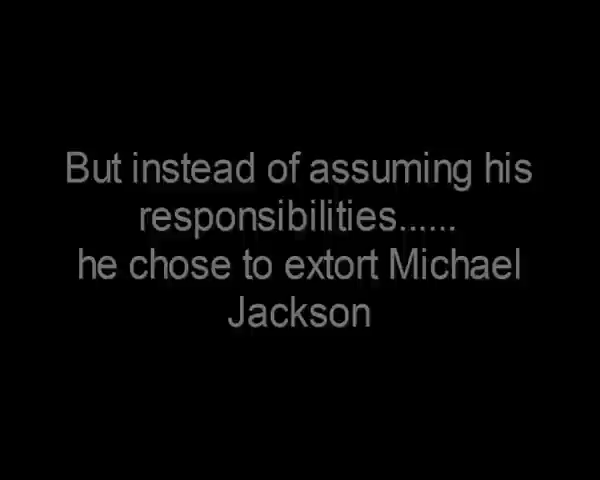 But instead of assuming his
responsibilities......
he chose to extort Michael
Jackson